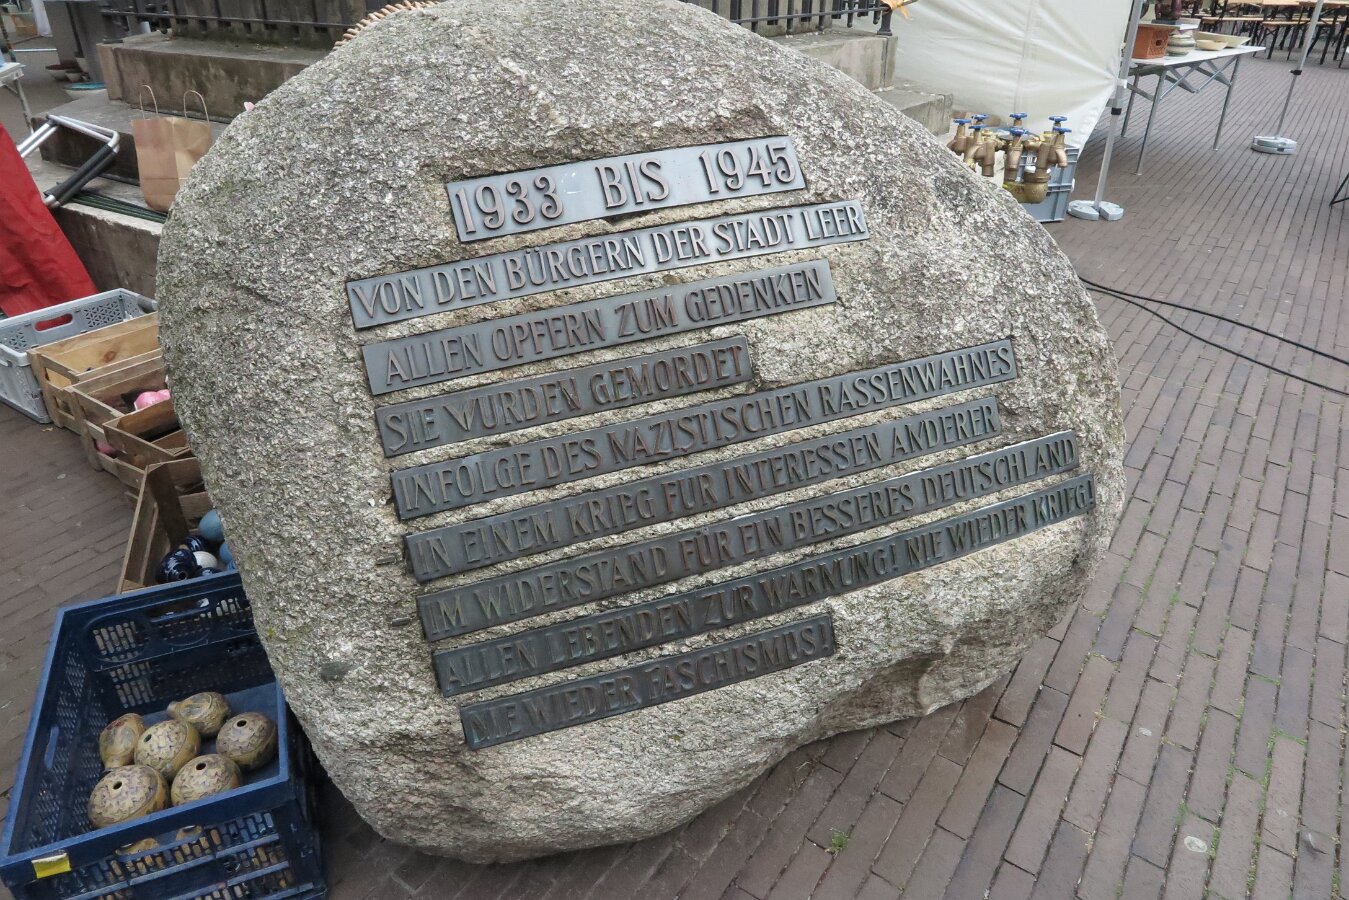 1933 BIS 1945
VON DEN BÜRGERN DER STADT LEER
ALLEN OPFERN ZUM GEDENKEN
SIE WURDEN GEMORDET
INFOLGE DES NAZISTISCHEN RASSENWAHNES
IN EINEM KRIEG FÜR INTERESSEN ANDERER
IM WIDERSTAND FÜR EIN BESSERES DEUTSCHLAND
ALLEN LEBENDEN ZUR WARNUNG! NIE WIEDER KRIEG!
NIE WIEDER FASCHISMUS!